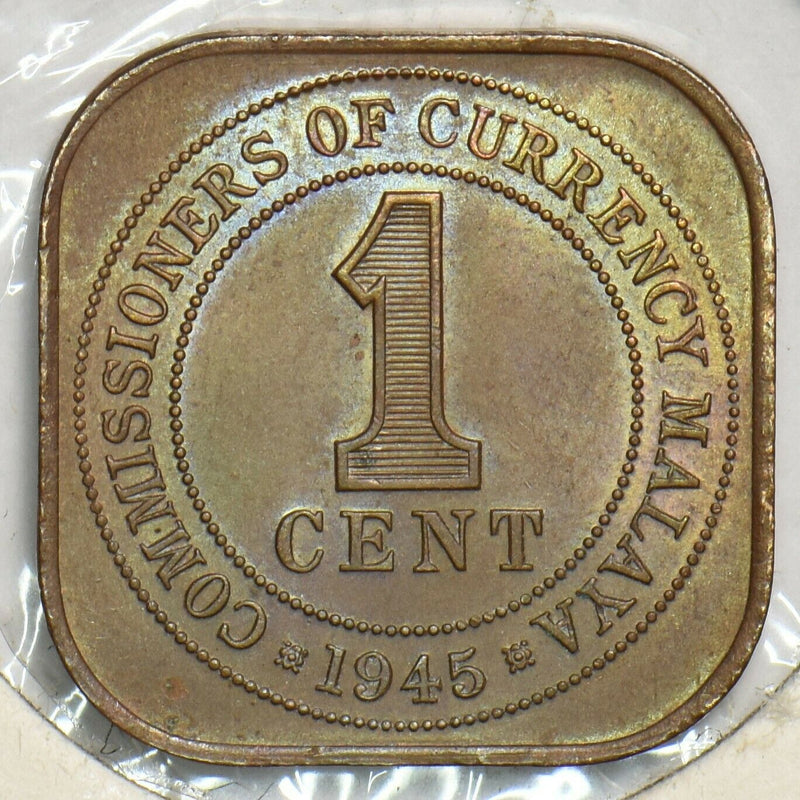 COMMISSIONERS OF CURRENCY MALAYA
1
CENT
1945